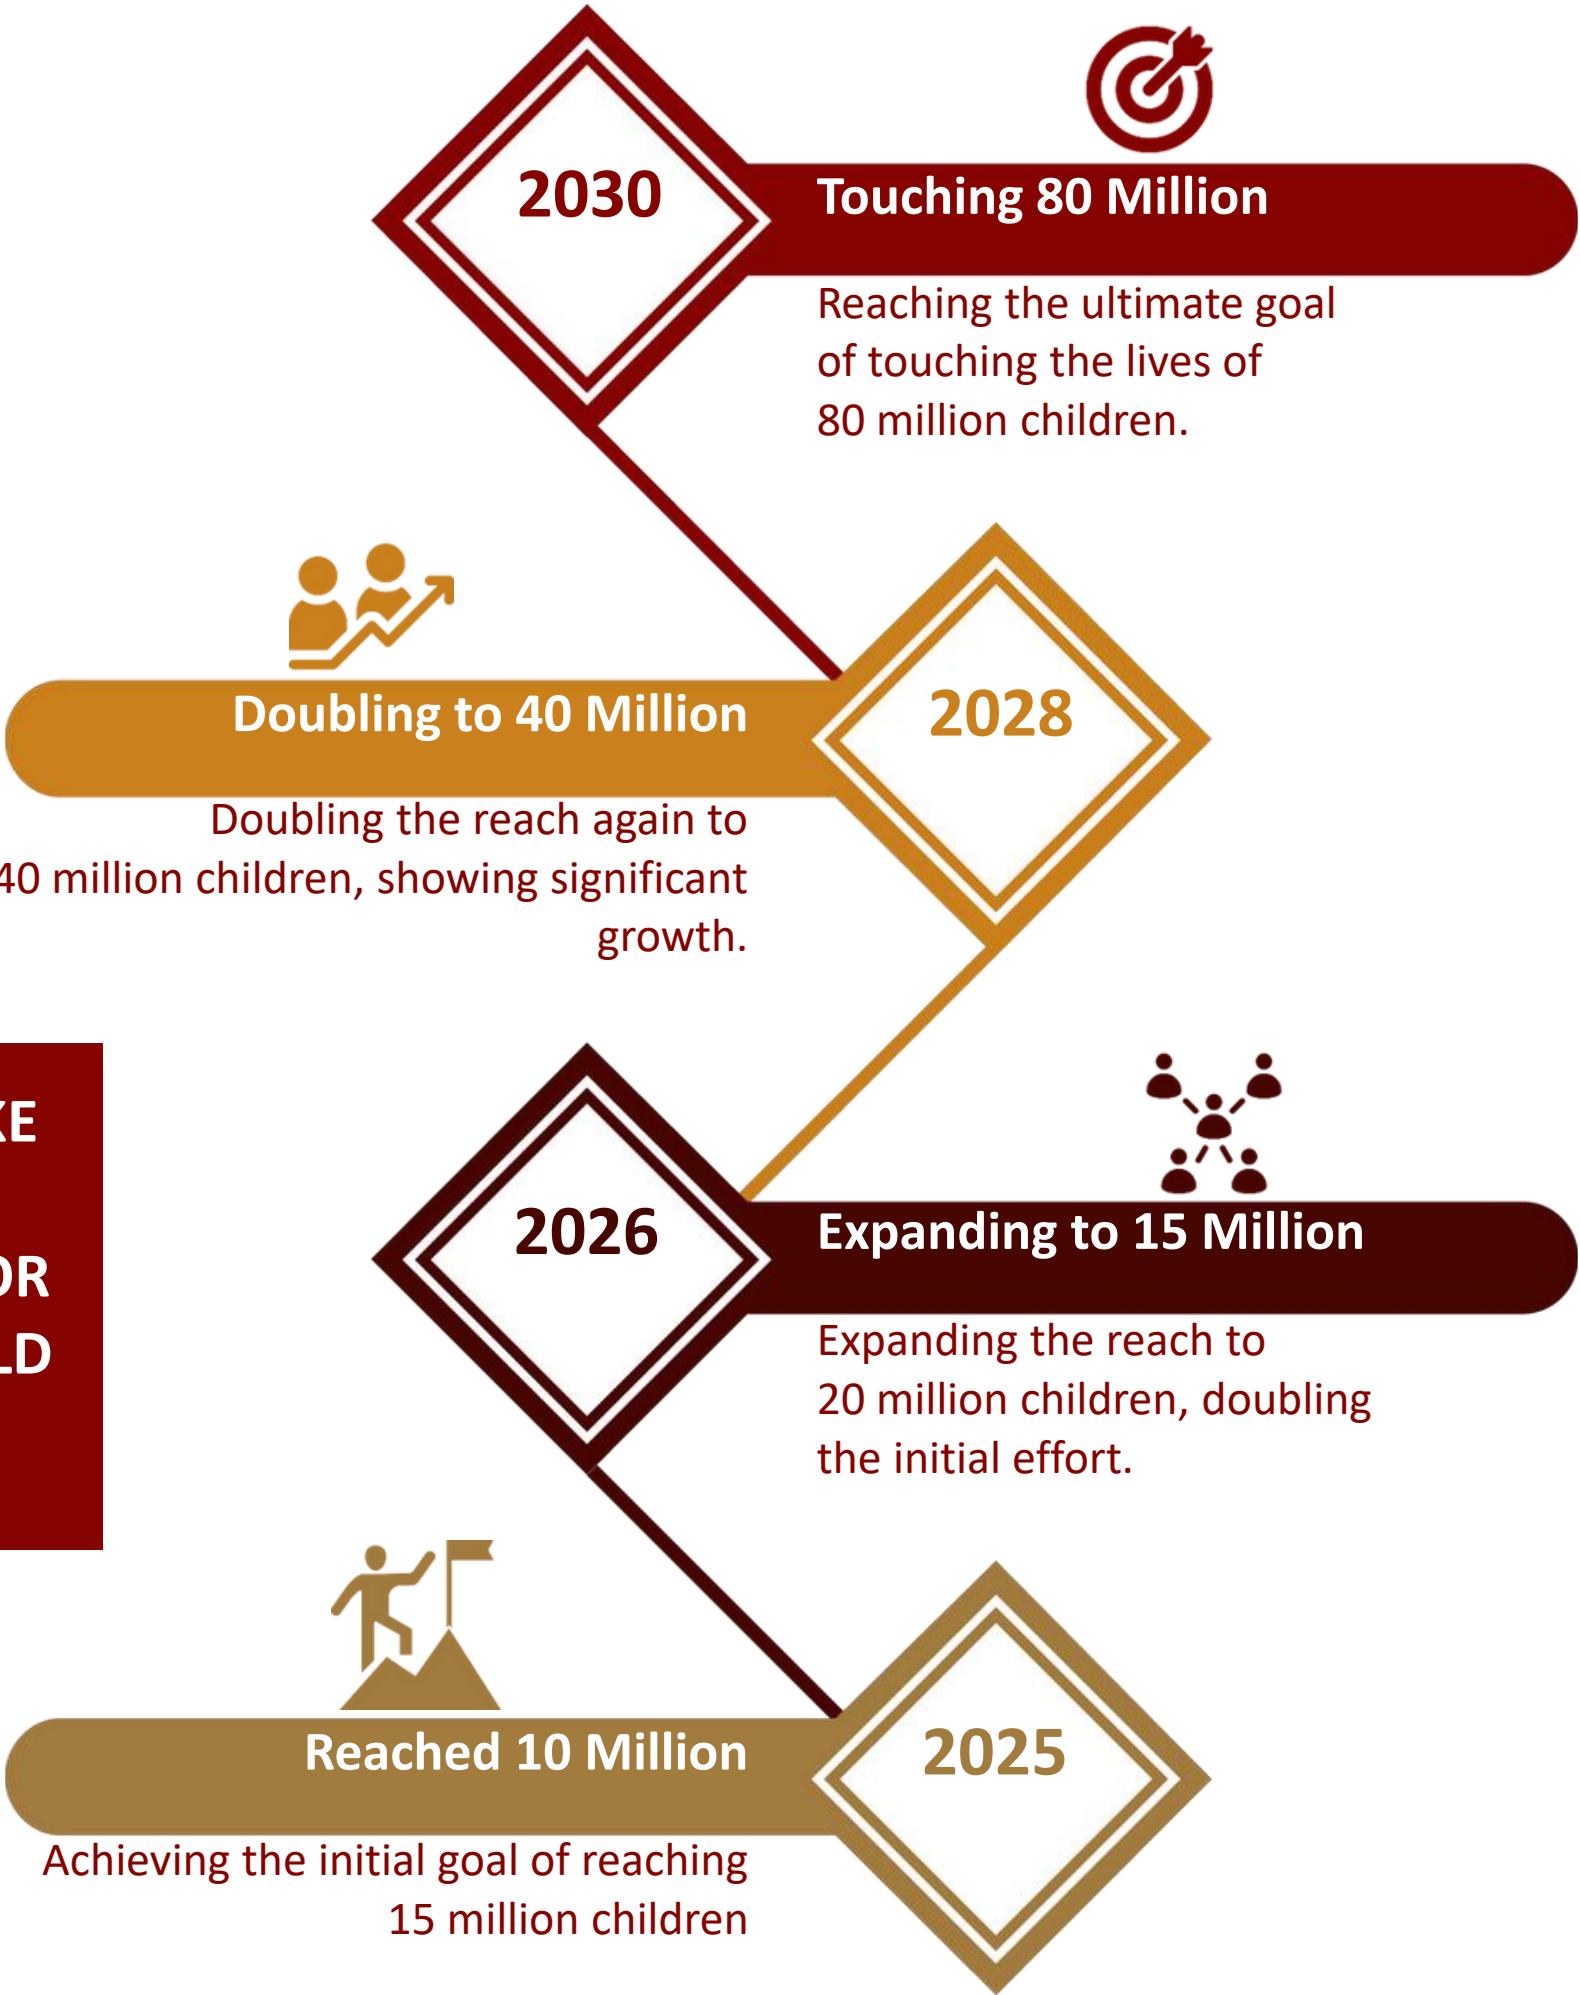 2030
Touching 80 Million
Reaching the ultimate goal
of touching the lives of
80 million children.
Doubling to 40 Million
2028
Doubling the reach again to
40 million children, showing significant
growth.
2026
Expanding to 15 Million
Expanding the reach to
20 million children, doubling
the initial effort.
Reached 10 Million
2025
Achieving the initial goal of reaching
15 million children